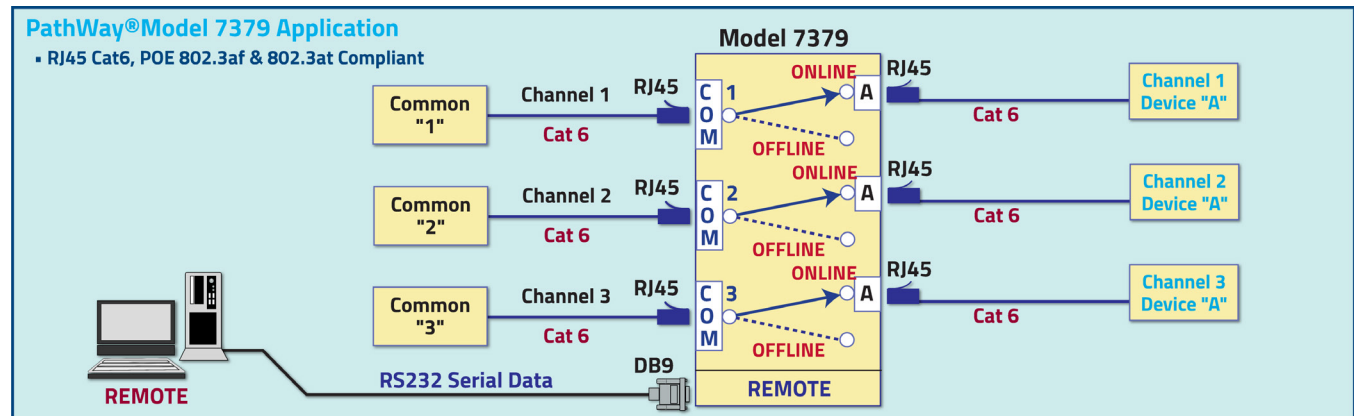 PathWay®Model 7379 Application
▪ RJ45 Cat6, POE 802.3af & 802.3at Compliant
Model 7379
Common "1"
Channel 1
Cat 6
RJ45
COM 1
ONLINE
OFFLINE
A
RJ45
Cat 6
Channel 1
Device "A"
Common
"2"
Channel 2
Cat 6
RJ45
COM 2
ONLINE
OFFLINE
A
RJ45
Cat 6
Channel 2
Device "A"
Common
"3"
Channel 3
Cat 6
RJ45
COM 3
ONLINE
OFFLINE
A
RJ45
Cat 6
Channel 3
Device "A"
REMOTE
RS232 Serial Data
DB9
REMOTE